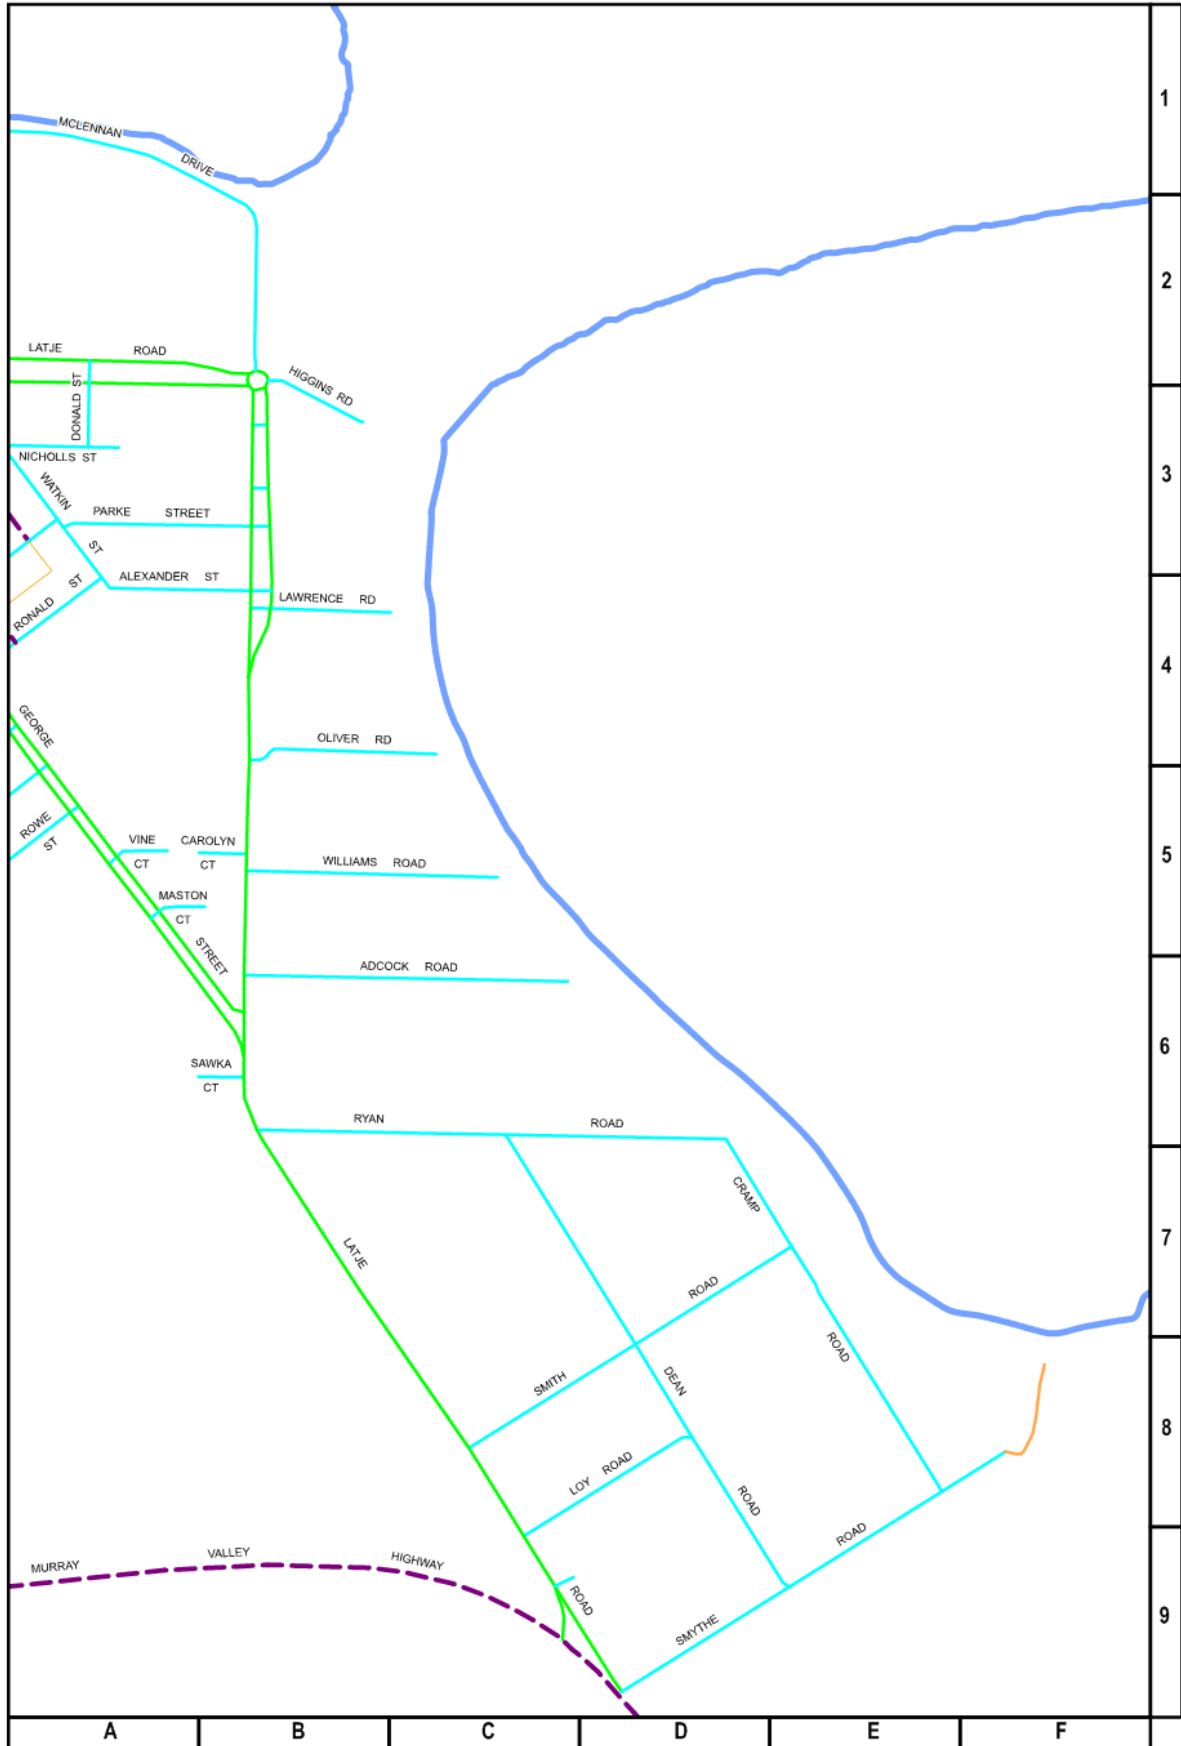 1
MCLENNAN
DRIVE
2
LATJE ROAD
HIGGINS RD
DONALD ST
NICHOLLS ST
3
WATKIN
ST
PARKE STREET
ALEXANDER ST
LAWRENCE RD
RONALD ST
4
GEORGE
OLIVER RD
ROWE
ST
VINE
CT
CAROLYN
CT
5
WILLIAMS ROAD
MASTON
CT
STREET
ADCOCK ROAD
6
SAWKA
CT
RYAN ROAD
CRAMP
7
LATJE
ROAD
ROAD
SMITH
DEAN
8
LOY ROAD
ROAD
ROAD
MURRAY VALLEY HIGHWAY
ROAD
9
SMYTHE
A B C D E F